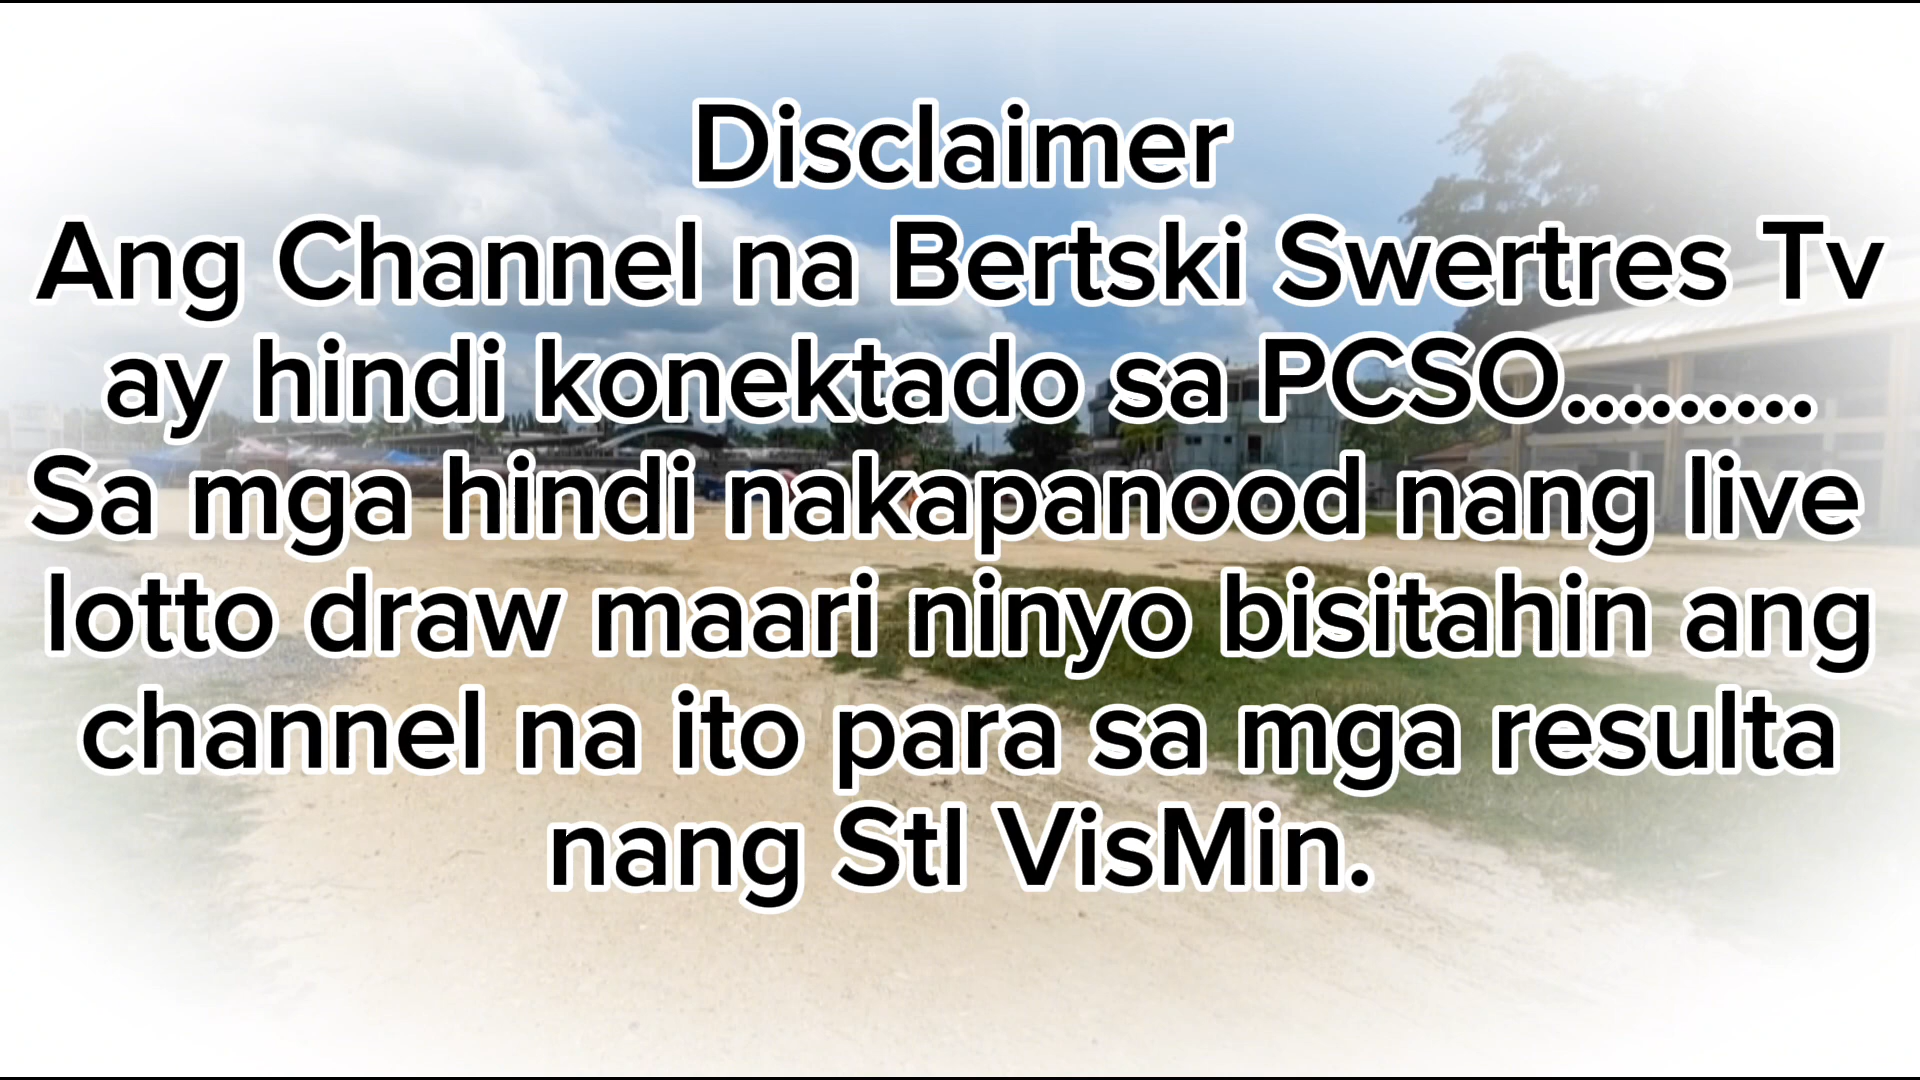 Disclaimer
Ang Channel na Bertski Swertres Tv
ay hindi konektado sa PCSO.........
Sa mga hindi nakapanood nang live
lotto draw maari ninyo bisitahin ang
channel na ito para sa mga resulta
nang Stl VisMin.